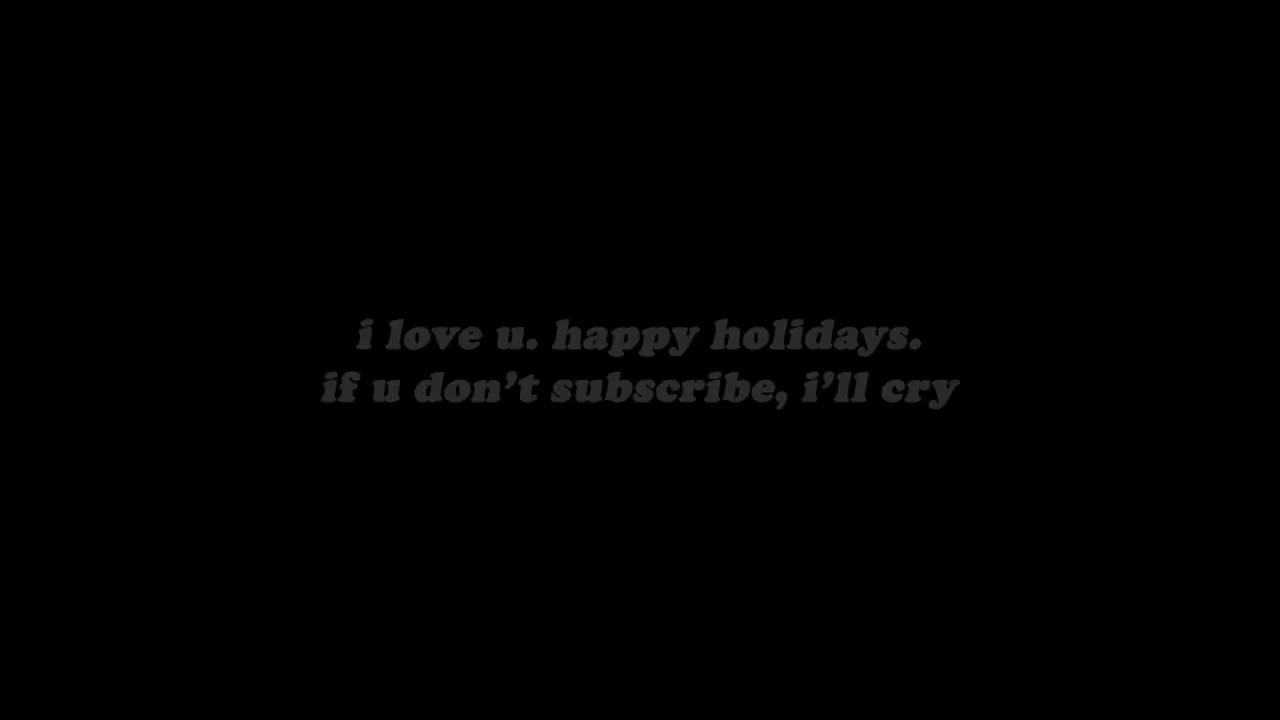 i love u. happy holidays.
if u don’t subscribe, i’ll cry